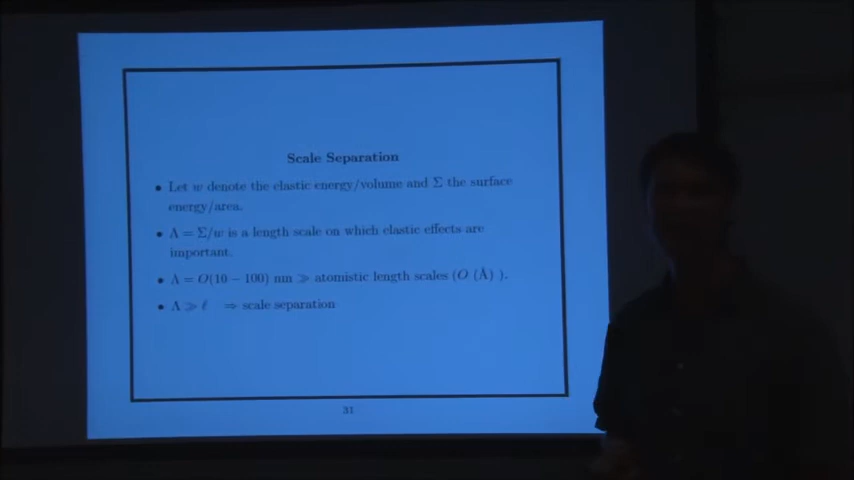 Scale Separation
• Let w denote the elastic energy/volume and Σ the surface
energy/area.
• Λ = Σ/w is a length scale on which elastic effects are
important.
• Λ = O(10 − 100) nm ≫ atomistic length scales (O (Å) ).
• Λ ≫ ℓ ⇒ scale separation
31